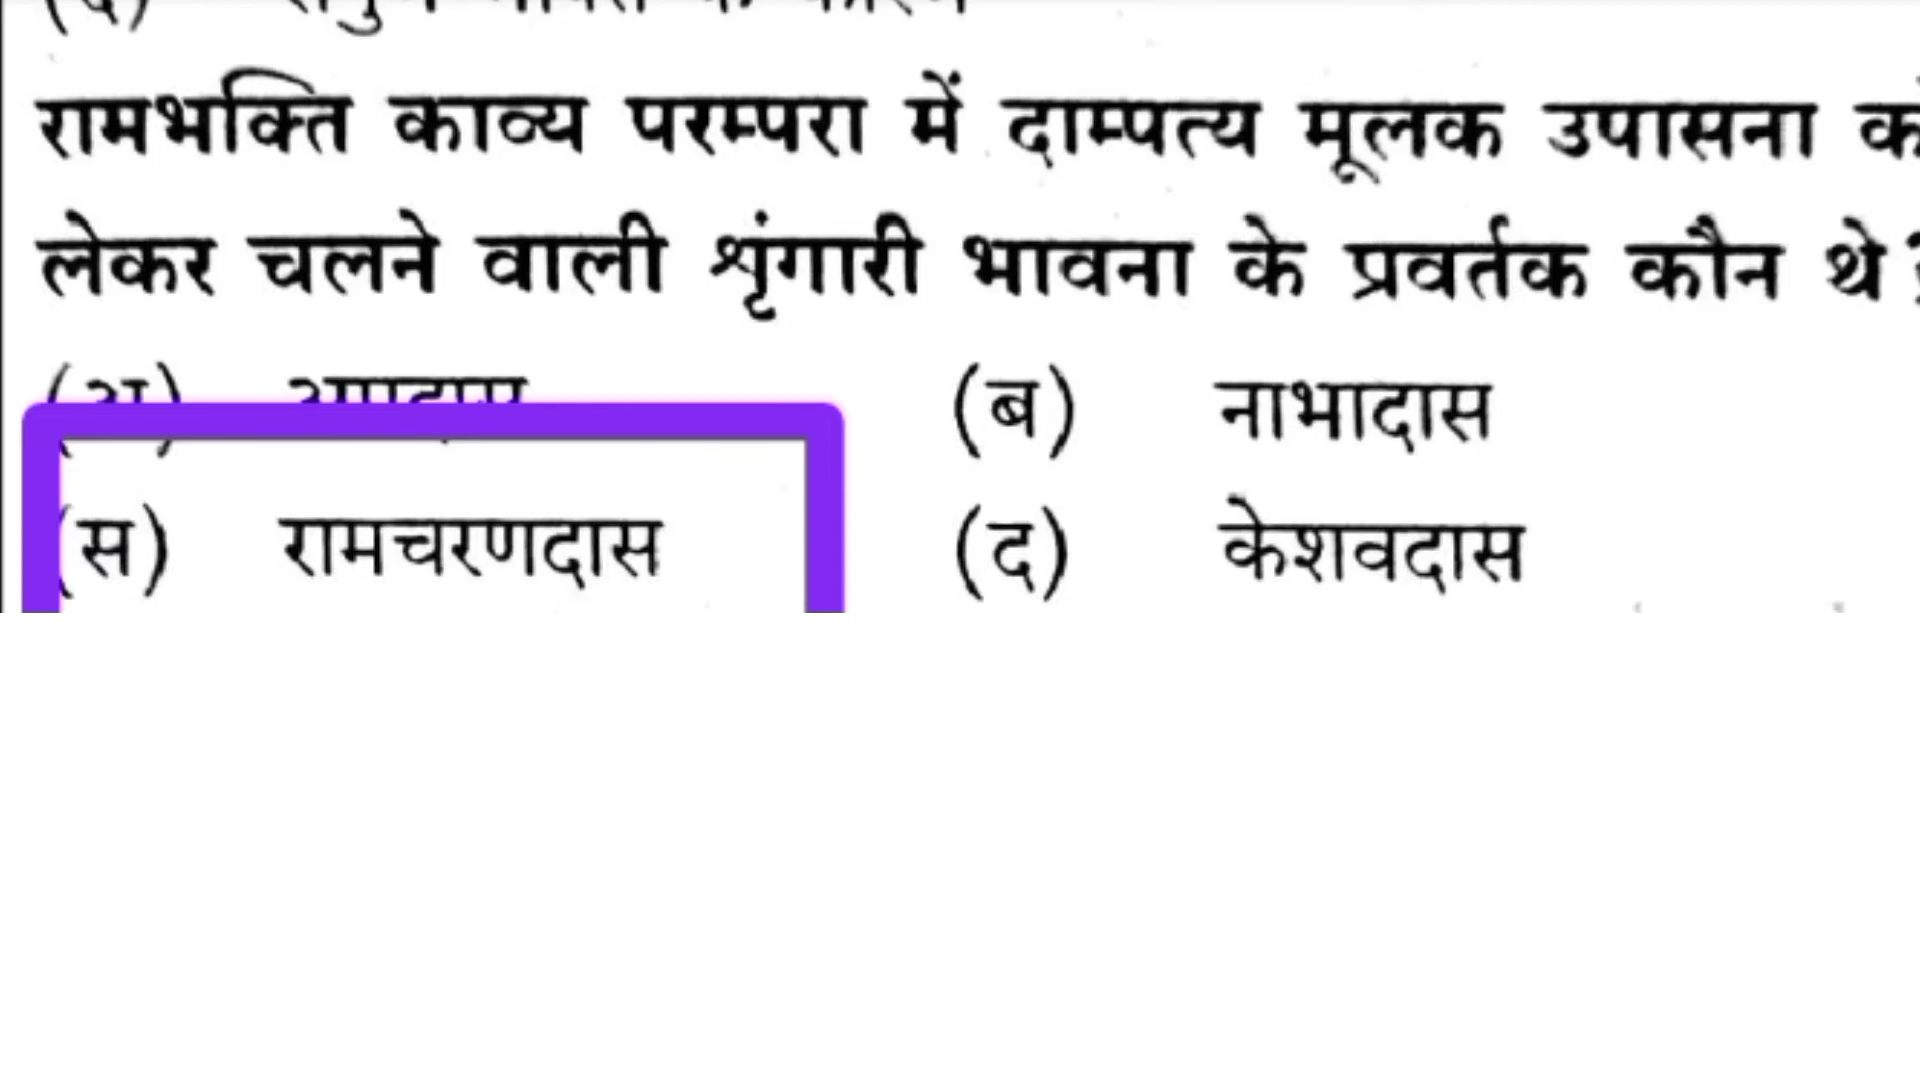 रामभक्ति काव्य परम्परा में दाम्पत्य मूलक उपासना को
लेकर चलने वाली शृंगारी भावना के प्रवर्तक कौन थे?
(अ) (ब) नाभादास
(स) रामचरणदास (द) केशवदास